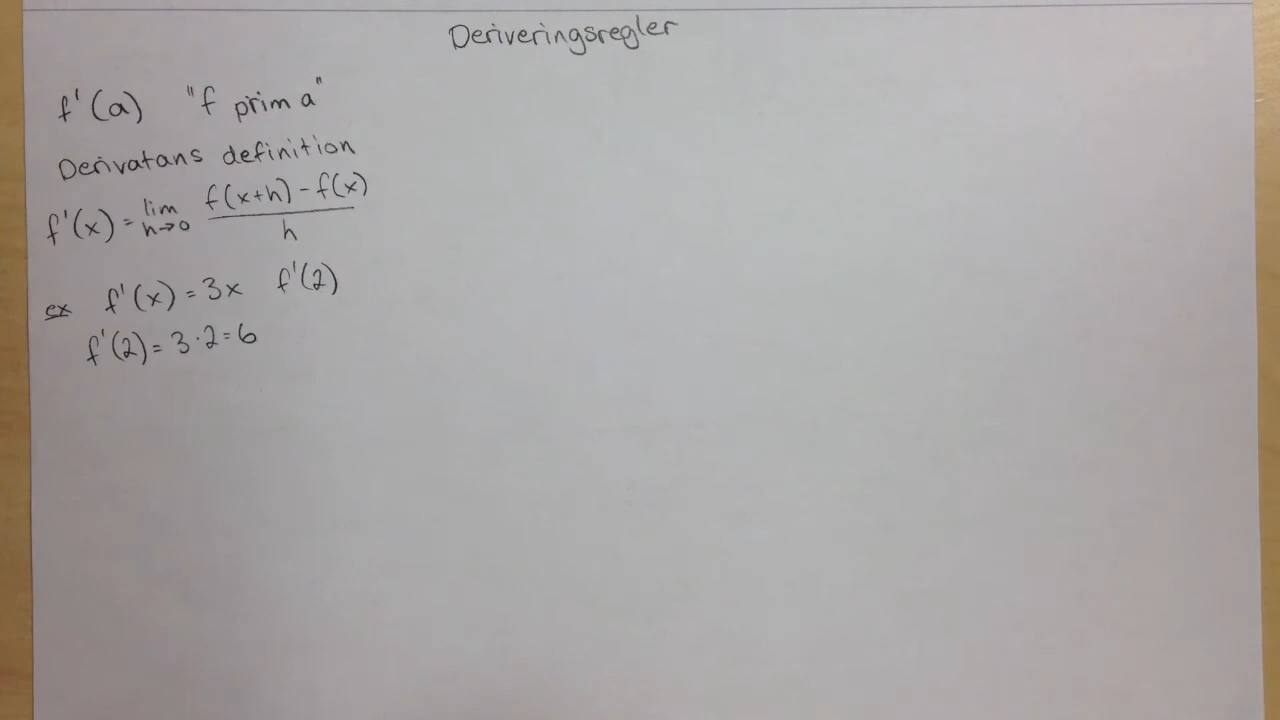 Deriveringsregler
f'(a) "f prim a"
Derivatans definition
f'(x) = lim h→0 f(x+h) - f(x) / h
ex f'(x) = 3x f'(2)
f'(2) = 3·2 = 6